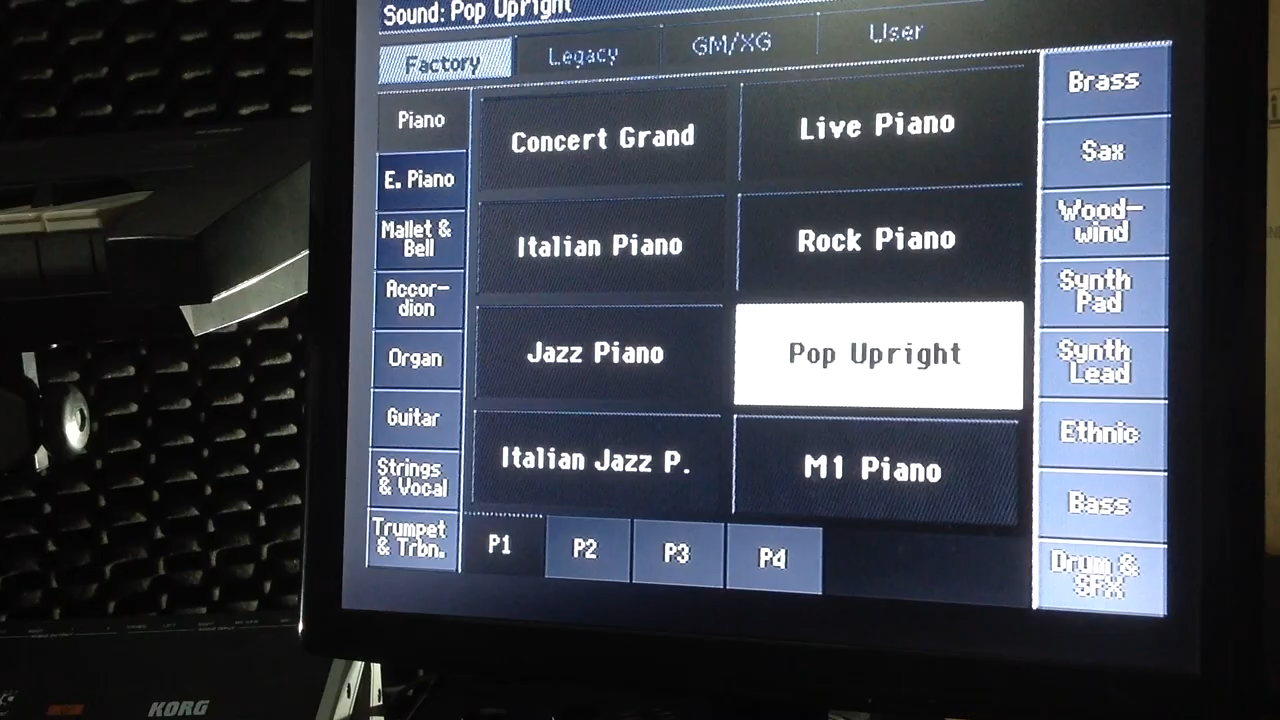 Sound: Pop Upright
Factory
Legacy
GM/XG
User
Piano
E. Piano
Mallet &
Bell
Accor-
dion
Organ
Guitar
Strings
& Vocal
Trumpet
& Trbn.
Concert Grand
Live Piano
Italian Piano
Rock Piano
Jazz Piano
Pop Upright
Italian Jazz P.
M1 Piano
P1
P2
P3
P4
Brass
Sax
Wood-
wind
Synth
Pad
Synth
Lead
Ethnic
Bass
Drum &
SFX
KORG